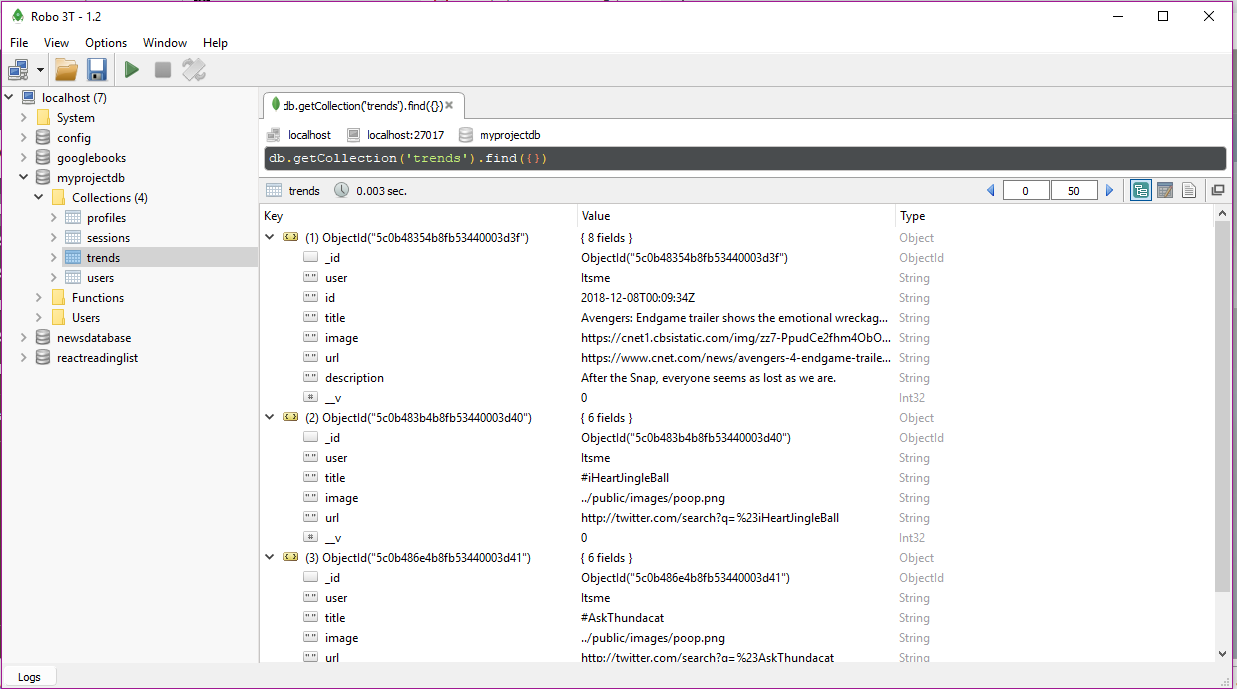 Robo 3T - 1.2
File View Options Window Help
localhost (7)
System
config
googlebooks
myprojectdb
Collections (4)
profiles
sessions
trends
users
Functions
Users
newsdatabase
reactreadinglist
db.getCollection('trends').find({})
localhost localhost:27017 myprojectdb
db.getCollection('trends').find({})
trends 0.003 sec. 0 50
Key Value Type
(1) ObjectId("5c0b48354b8fb53440003d3f") { 8 fields } Object
_id ObjectId("5c0b48354b8fb53440003d3f") ObjectId
"" user Itsme String
"" id 2018-12-08T00:09:34Z String
"" title Avengers: Endgame trailer shows the emotional wreckag... String
"" image https://cnet1.cbsistatic.com/img/zz7-PpudCe2fhm4ObO... String
"" url https://www.cnet.com/news/avengers-4-endgame-traile... String
"" description After the Snap, everyone seems as lost as we are. String
# __v 0 Int32
(2) ObjectId("5c0b483b4b8fb53440003d40") { 6 fields } Object
_id ObjectId("5c0b483b4b8fb53440003d40") ObjectId
"" user Itsme String
"" title #iHeartJingleBall String
"" image ../public/images/poop.png String
"" url http://twitter.com/search?q=%23iHeartJingleBall String
# __v 0 Int32
(3) ObjectId("5c0b486e4b8fb53440003d41") { 6 fields } Object
_id ObjectId("5c0b486e4b8fb53440003d41") ObjectId
"" user Itsme String
"" title #AskThundacat String
"" image ../public/images/poop.png String
"" url http://twitter.com/search?q=%23AskThundacat String
Logs